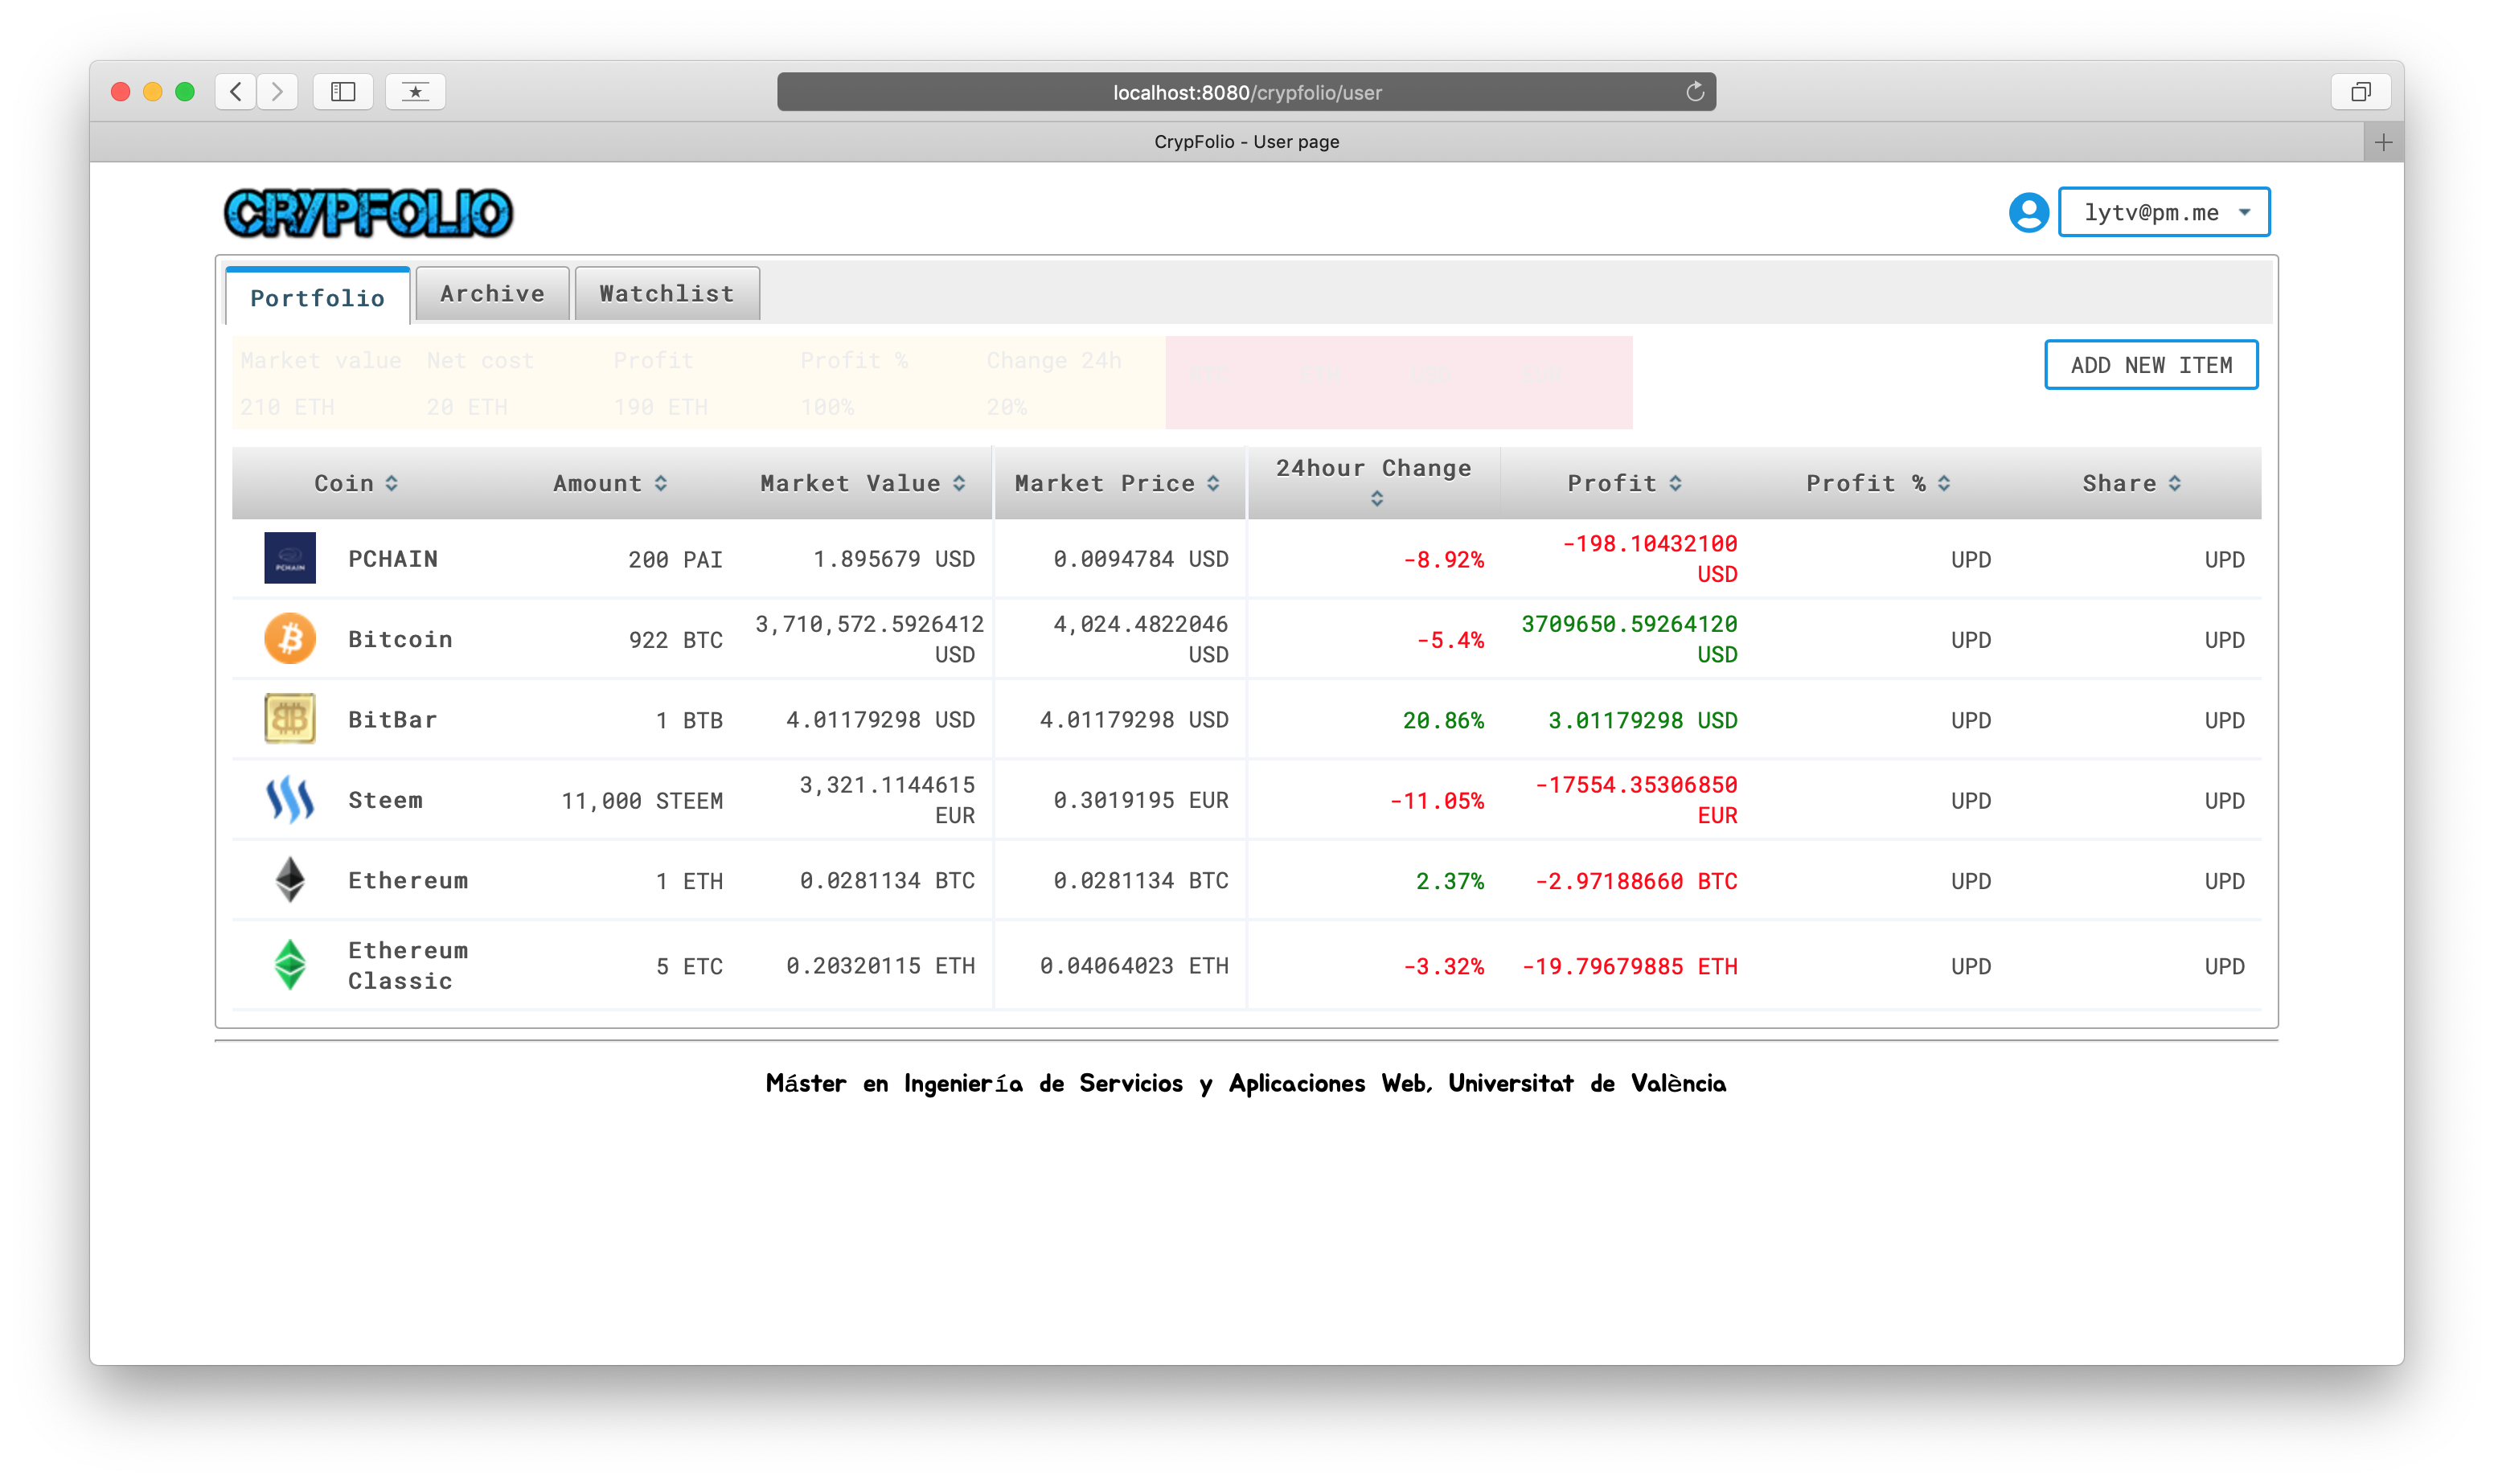 localhost:8080/crypfolio/user
CrypFolio - User page
CRYPFOLIO
lytv@pm.me
Portfolio Archive Watchlist
Market value Net cost Profit Profit % Change 24h
ADD NEW ITEM
210 ETH 20 ETH 190 ETH 100% 20%
Coin Amount Market Value Market Price 24hour Change Profit Profit % Share
PCHAIN
PCHAIN 200 PAI 1.895679 USD 0.0094784 USD -8.92% -198.10432100 USD UPD UPD
Bitcoin 922 BTC 3,710,572.5926412 USD 4,024.4822046 USD -5.4% 3709650.59264120 USD UPD UPD
BitBar 1 BTB 4.01179298 USD 4.01179298 USD 20.86% 3.01179298 USD UPD UPD
Steem 11,000 STEEM 3,321.1144615 EUR 0.3019195 EUR -11.05% -17554.35306850 EUR UPD UPD
Ethereum 1 ETH 0.0281134 BTC 0.0281134 BTC 2.37% -2.97188660 BTC UPD UPD
Ethereum Classic 5 ETC 0.20320115 ETH 0.04064023 ETH -3.32% -19.79679885 ETH UPD UPD
Máster en Ingeniería de Servicios y Aplicaciones Web, Universitat de València